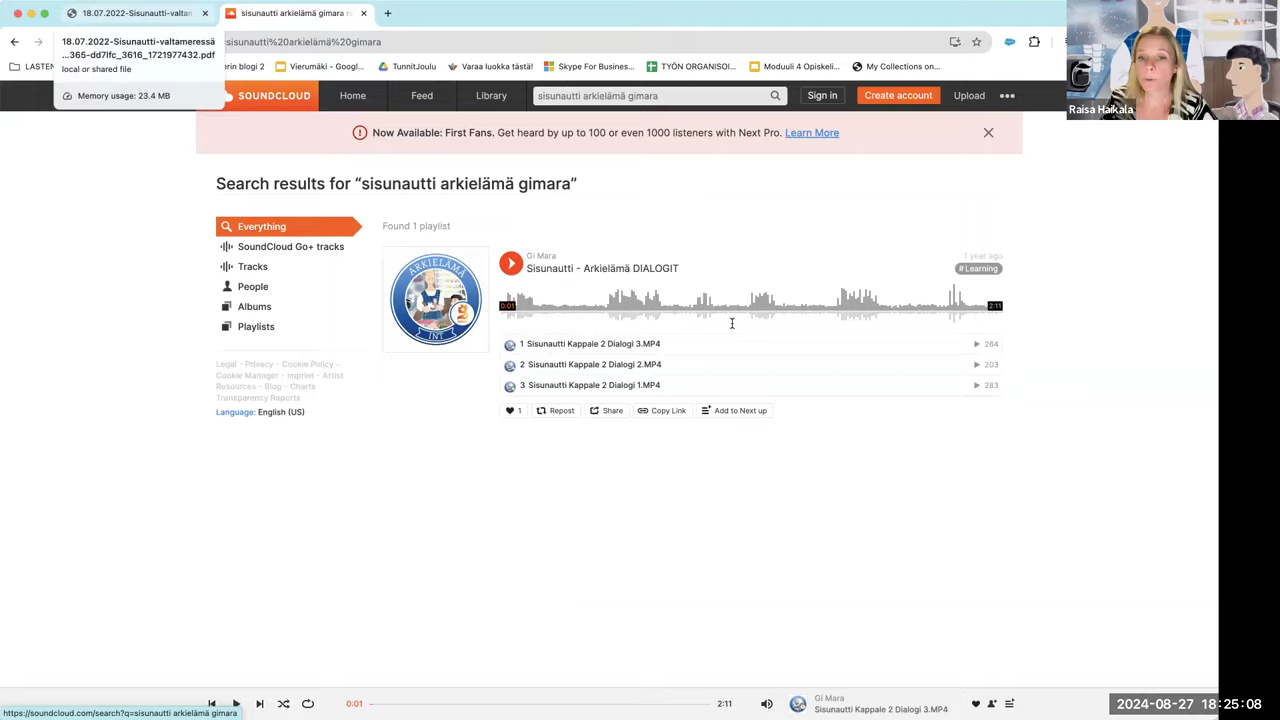 18.07.2022-Sisunautti-valtan
sisunautti arkielämä gimara r
18.07.2022-Sisunautti-valtameressä
...365-dd7lfc_3616_1721977432.pdf
local or shared file
Memory usage: 23.4 MB
sisunautti%20arkielämä%20gimara
LASTEN
erin blogi 2
Vierumäki - Googl...
TunnitJoulu
Varaa luokka tästä!
Skype For Busines...
TYÖN ORGANISOI...
Moduuli 4 Opiskeli...
My Collections on...
SOUNDCLOUD
Home
Feed
Library
sisunautti arkielämä gimara
Sign in
Create account
Upload
Raisa Haikala
Now Available: First Fans. Get heard by up to 100 or even 1000 listeners with Next Pro. Learn More
Search results for “sisunautti arkielämä gimara”
Everything
SoundCloud Go+ tracks
Tracks
People
Albums
Playlists
Legal - Privacy - Cookie Policy -
Cookie Manager - Imprint - Artist
Resources - Blog - Charts
Transparency Reports
Language: English (US)
Found 1 playlist
ARKIELÄMÄ
INT
Gi Mara
1 year ago
Sisunautti - Arkielämä DIALOGIT
# Learning
0:01
2:11
1 Sisunautti Kappale 2 Dialogi 3.MP4
264
2 Sisunautti Kappale 2 Dialogi 2.MP4
203
3 Sisunautti Kappale 2 Dialogi 1.MP4
283
1
Repost
Share
Copy Link
Add to Next up
0:01
2:11
Gi Mara
Sisunautti Kappale 2 Dialogi 3.MP4
https://soundcloud.com/search?q=sisunautti arkielämä gimara
2024-08-27 18:25:08